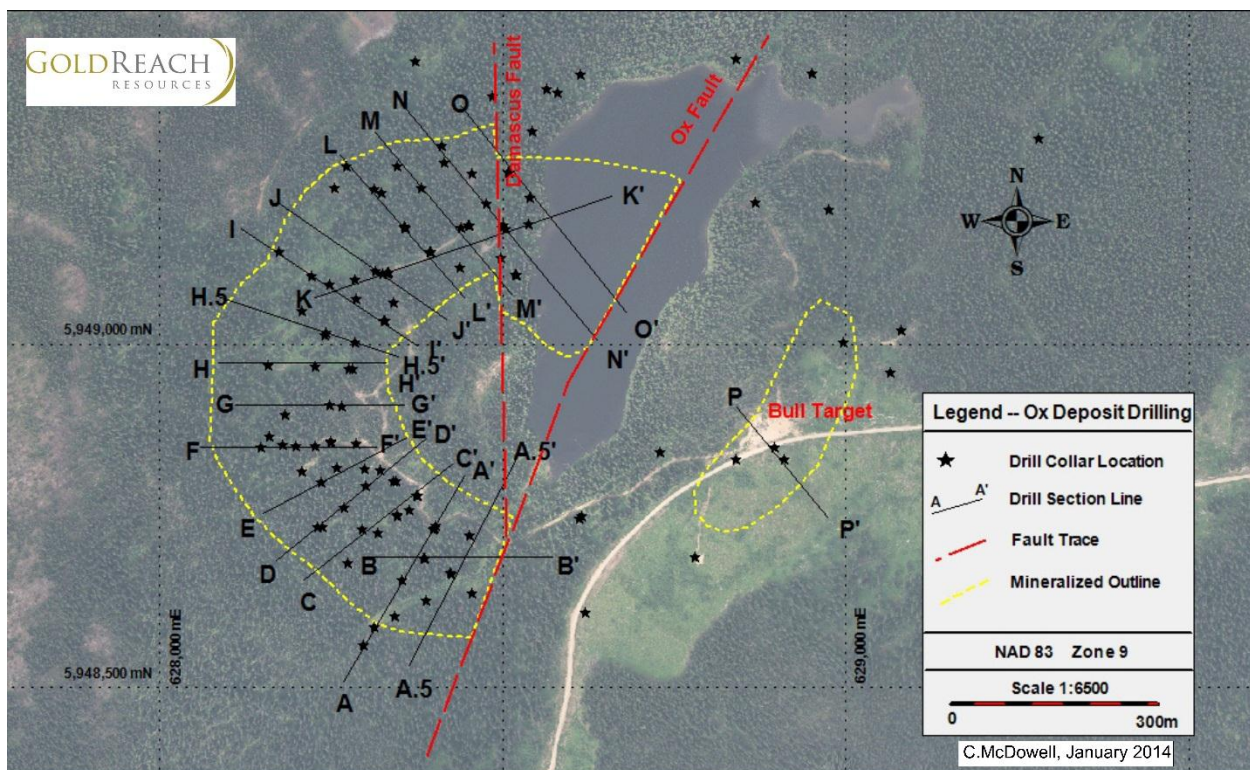 GOLDREACH
RESOURCES
Damascus Fault
Ox Fault
N
O
M
L
K'
J
I
N
W
E
S
H.5
K
L'
M'
J'
O'
5,949,000 mN
I'
N'
H.5'
H
H'
G
G'
P
Bull Target
E'
D'
F
F'
A.5'
C'
A'
E
P'
D
B
B'
C
628,000 mE
629,000 mE
5,948,500 mN
A
A.5
Legend -- Ox Deposit Drilling
Drill Collar Location
A
A'
Drill Section Line
Fault Trace
Mineralized Outline
NAD 83 Zone 9
Scale 1:6500
0
300m
C.McDowell, January 2014